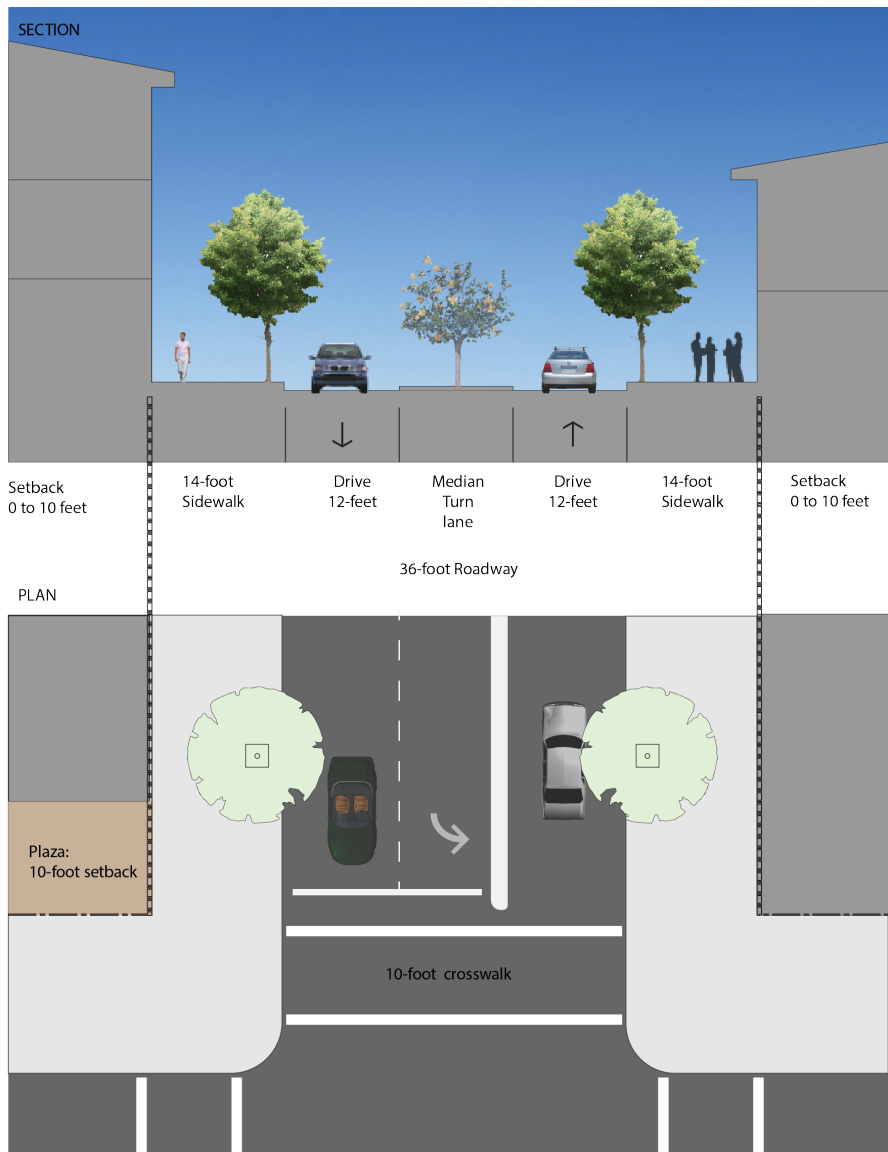 SECTION
Setback
0 to 10 feet
14-foot
Sidewalk
Drive
12-feet
Median
Turn
lane
Drive
12-feet
14-foot
Sidewalk
Setback
0 to 10 feet
36-foot Roadway
PLAN
Plaza:
10-foot setback
10-foot crosswalk